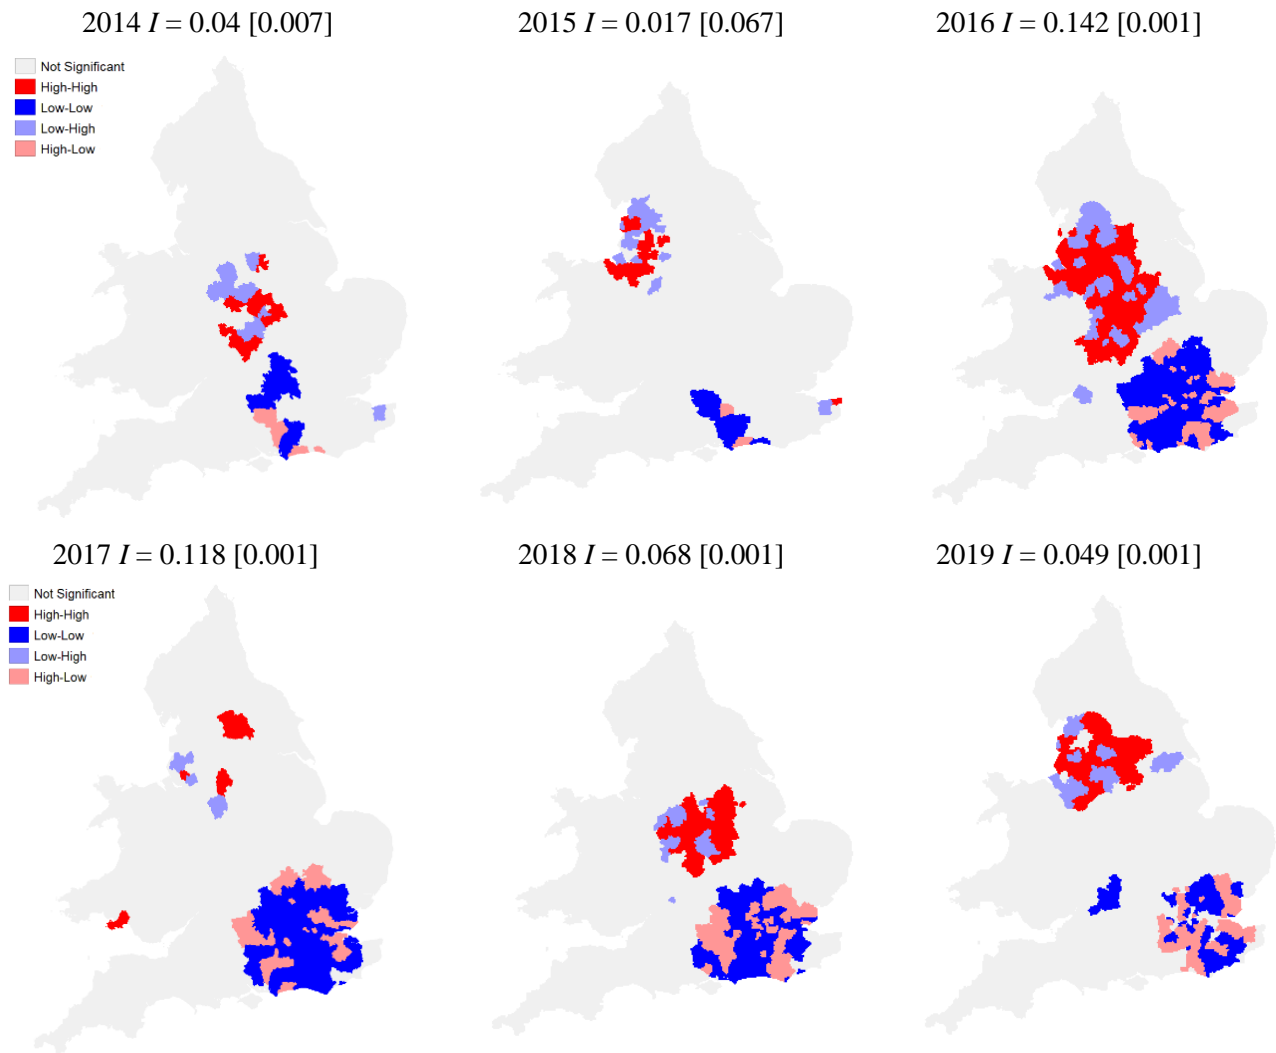 2014 I = 0.04 [0.007]
2015 I = 0.017 [0.067]
2016 I = 0.142 [0.001]
Not Significant
High-High
Low-Low
Low-High
High-Low
2017 I = 0.118 [0.001]
2018 I = 0.068 [0.001]
2019 I = 0.049 [0.001]
Not Significant
High-High
Low-Low
Low-High
High-Low